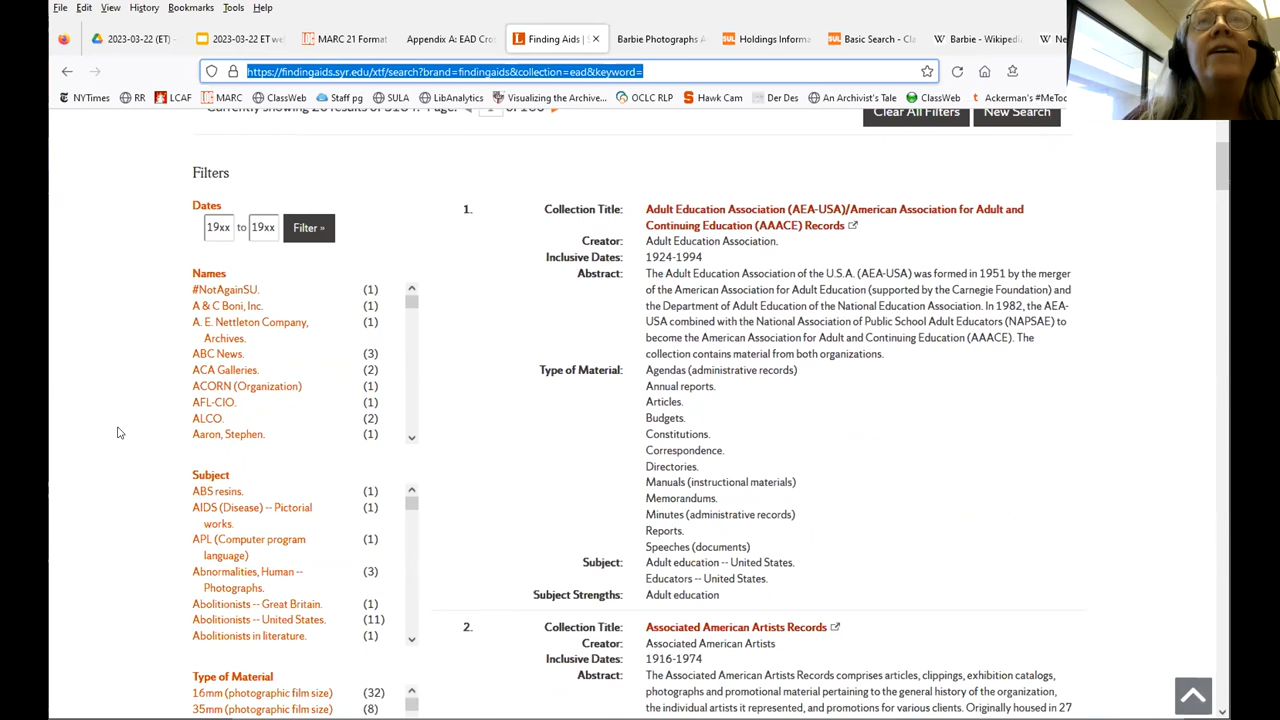 File Edit View History Bookmarks Tools Help
2023-03-22 (ET) - 2023-03-22 ET we MARC 21 Format Appendix A: EAD Cro Finding Aids | S Barbie Photographs A Holdings Informa Basic Search - Cla Barbie - Wikipedia
https://findingaids.syr.edu/xtf/search?brand=findingaids&collection=ead&keyword=
NYTimes RR LCAF MARC ClassWeb Staff pg SULA LibAnalytics Visualizing the Archive... OCLC RLP Hawk Cam Der Des An Archivist's Tale ClassWeb Ackerman's #MeToo
Clear All Filters New Search
Filters
Dates
19xx to 19xx Filter »
Names
#NotAgainSU. (1)
A & C Boni, Inc. (1)
A. E. Nettleton Company, (1)
Archives.
ABC News. (3)
ACA Galleries. (2)
ACORN (Organization) (1)
AFL-CIO. (1)
ALCO. (2)
Aaron, Stephen. (1)
Subject
ABS resins. (1)
AIDS (Disease) -- Pictorial (1)
works.
APL (Computer program (1)
language)
Abnormalities, Human -- (3)
Photographs.
Abolitionists -- Great Britain. (1)
Abolitionists -- United States. (11)
Abolitionists in literature. (1)
Type of Material
16mm (photographic film size) (32)
35mm (photographic film size) (8)
1. Collection Title: Adult Education Association (AEA-USA)/American Association for Adult and
Continuing Education (AAACE) Records
Creator: Adult Education Association.
Inclusive Dates: 1924-1994
Abstract: The Adult Education Association of the U.S.A. (AEA-USA) was formed in 1951 by the merger
of the American Association for Adult Education (supported by the Carnegie Foundation) and
the Department of Adult Education of the National Education Association. In 1982, the AEA-
USA combined with the National Association of Public School Adult Educators (NAPSAE) to
become the American Association for Adult and Continuing Education (AAACE). The
collection contains material from both organizations.
Type of Material: Agendas (administrative records)
Annual reports.
Articles.
Budgets.
Constitutions.
Correspondence.
Directories.
Manuals (instructional materials)
Memorandums.
Minutes (administrative records)
Reports.
Speeches (documents)
Subject: Adult education -- United States.
Educators -- United States.
Subject Strengths: Adult education
2. Collection Title: Associated American Artists Records
Creator: Associated American Artists
Inclusive Dates: 1916-1974
Abstract: The Associated American Artists Records comprises articles, clippings, exhibition catalogs,
photographs and promotional material pertaining to the general history of the organization,
the individual artists it represented, and promotions for various clients. Originally housed in 27